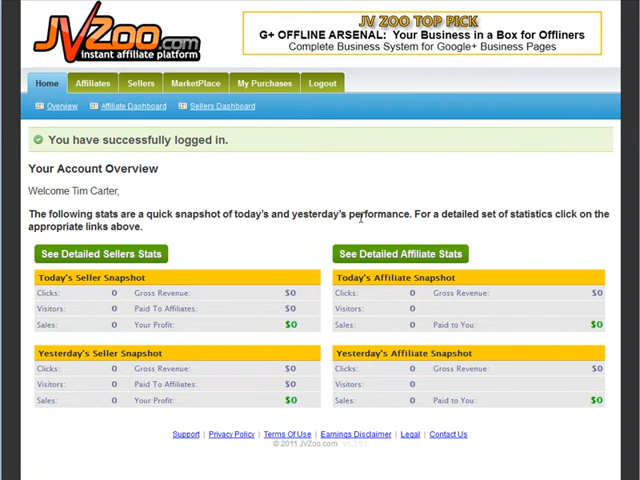 JVZoo.com
instant affiliate platform
JV ZOO TOP PICK
G+ OFFLINE ARSENAL: Your Business in a Box for Offliners
Complete Business System for Google+ Business Pages
Home Affiliates Sellers MarketPlace My Purchases Logout
Overview Affiliate Dashboard Sellers Dashboard
You have successfully logged in.
Your Account Overview
Welcome Tim Carter,
The following stats are a quick snapshot of today's and yesterday's performance. For a detailed set of statistics click on the
appropriate links above.
See Detailed Sellers Stats See Detailed Affiliate Stats
Today's Seller Snapshot Today's Affiliate Snapshot
Clicks: 0 Gross Revenue: $0 Clicks: 0 Gross Revenue: $0
Visitors: 0 Paid To Affiliates: $0 Visitors: 0
Sales: 0 Your Profit: $0 Sales: 0 Paid to You: $0
Yesterday's Seller Snapshot Yesterday's Affiliate Snapshot
Clicks: 0 Gross Revenue: $0 Clicks: 0 Gross Revenue: $0
Visitors: 0 Paid To Affiliates: $0 Visitors: 0
Sales: 0 Your Profit: $0 Sales: 0 Paid to You: $0
Support | Privacy Policy | Terms Of Use | Earnings Disclaimer | Legal | Contact Us
© 2011 JVZoo.com